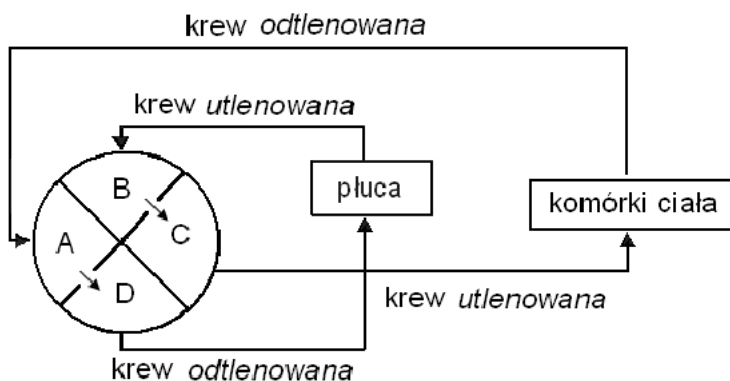 krew odtlenowana
krew utlenowana
B
płuca
komórki ciała
A
C
D
krew utlenowana
krew odtlenowana